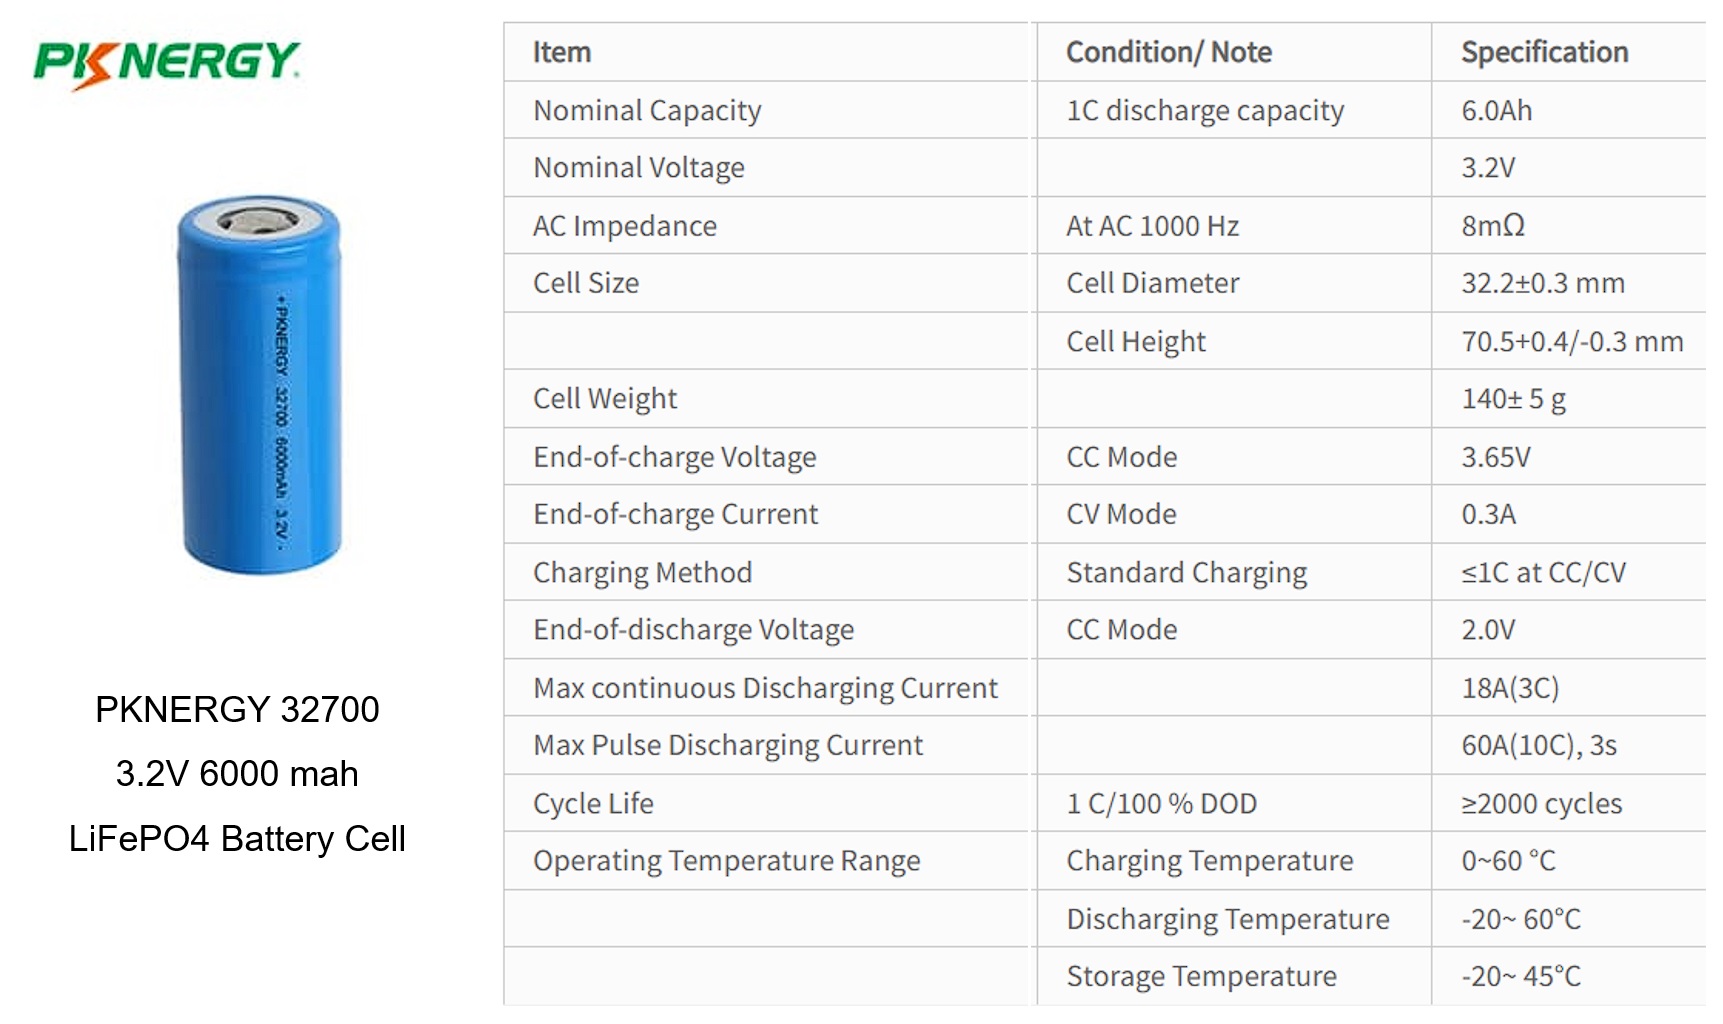 PKNERGY
+ PKNERGY 32700 6000mAh 3.2V -
PKNERGY 32700
3.2V 6000 mah
LiFePO4 Battery Cell
Item Condition/ Note Specification
Nominal Capacity 1C discharge capacity 6.0Ah
Nominal Voltage 3.2V
AC Impedance At AC 1000 Hz 8mΩ
Cell Size Cell Diameter 32.2±0.3 mm
Cell Height 70.5+0.4/-0.3 mm
Cell Weight 140± 5 g
End-of-charge Voltage CC Mode 3.65V
End-of-charge Current CV Mode 0.3A
Charging Method Standard Charging ≤1C at CC/CV
End-of-discharge Voltage CC Mode 2.0V
Max continuous Discharging Current 18A(3C)
Max Pulse Discharging Current 60A(10C), 3s
Cycle Life 1 C/100 % DOD ≥2000 cycles
Operating Temperature Range Charging Temperature 0~60 °C
Discharging Temperature -20~ 60°C
Storage Temperature -20~ 45°C